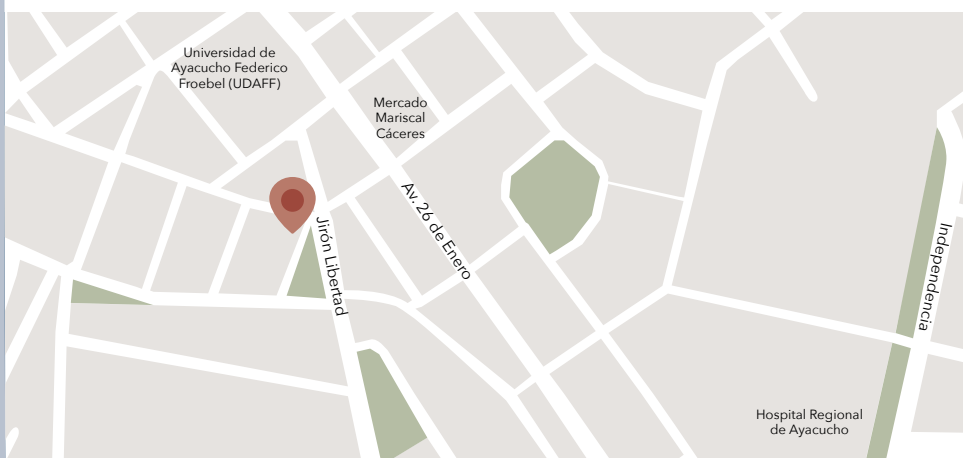 Universidad de
Ayacucho Federico
Froebel (UDAFF)
Mercado
Mariscal
Cáceres
Av. 26 de Enero
Jirón Libertad
Independencia
Hospital Regional
de Ayacucho